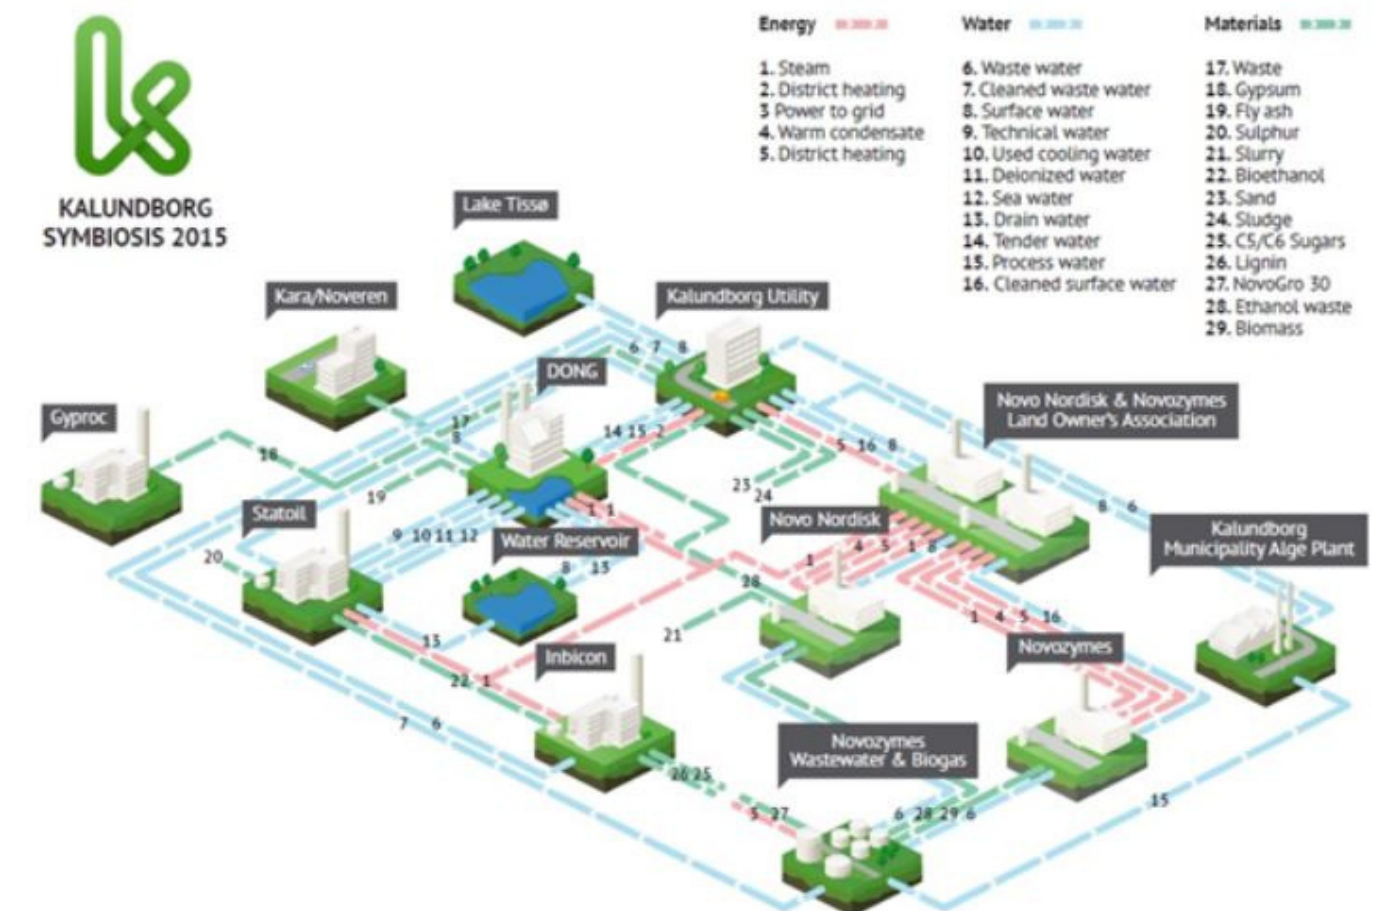 KALUNDBORG
SYMBIOSIS 2015
Energy
1. Steam
2. District heating
3 Power to grid
4. Warm condensate
5. District heating
Water
6. Waste water
7. Cleaned waste water
8. Surface water
9. Technical water
10. Used cooling water
11. Deionized water
12. Sea water
13. Drain water
14. Tender water
15. Process water
16. Cleaned surface water
Materials
17. Waste
18. Gypsum
19. Fly ash
20. Sulphur
21. Slurry
22. Bioethanol
23. Sand
24. Sludge
25. C5/C6 Sugars
26. Lignin
27. NovoGro 30
28. Ethanol waste
29. Biomass
Lake Tissø
Kara/Noveren
Kalundborg Utility
6 7 8
DONG
Novo Nordisk & Novozymes
Land Owner's Association
Gyproc
17
8
14 15 2
5 16 8
18
19
23
24
8 6
Statoil
1 1
Novo Nordisk
Kalundborg
Municipality Alge Plant
9 10 11 12
Water Reservoir
4 5 1 8
20
8 13
1
28
1 4 5 16
21
13
Novozymes
Inbicon
22 1
7 6
Novozymes
Wastewater & Biogas
26 25
5 27
6 28 29 6
15